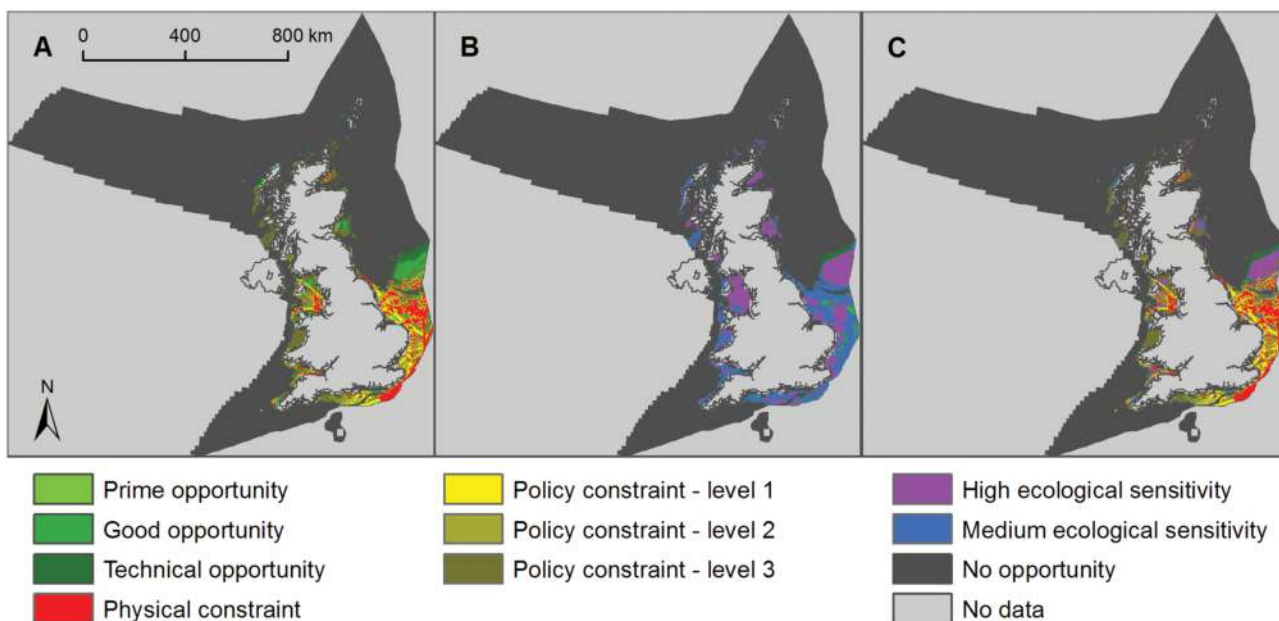 A B C
0 400 800 km
N
Prime opportunity Policy constraint - level 1 High ecological sensitivity
Good opportunity Policy constraint - level 2 Medium ecological sensitivity
Technical opportunity Policy constraint - level 3 No opportunity
Physical constraint No data